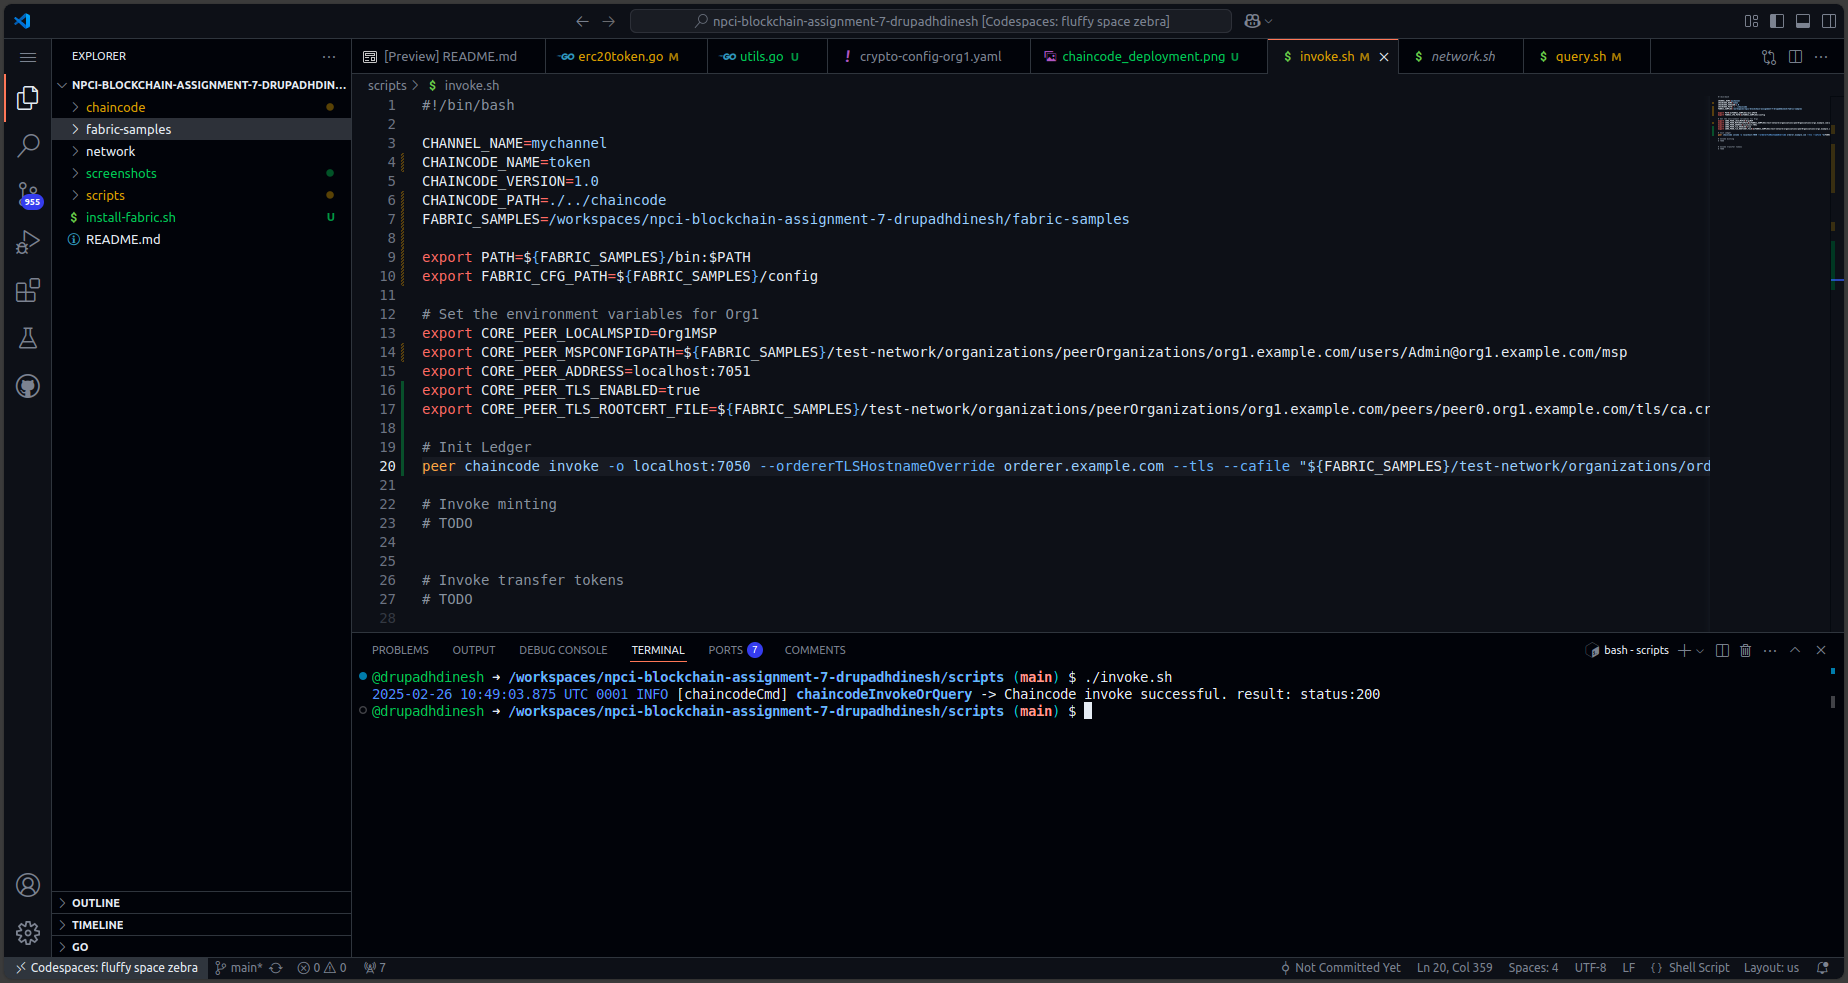 npci-blockchain-assignment-7-drupadhdinesh [Codespaces: fluffy space zebra]
EXPLORER
NPCI-BLOCKCHAIN-ASSIGNMENT-7-DRUPADHDIN...
chaincode
fabric-samples
network
screenshots
scripts
$ install-fabric.sh U
README.md
955
OUTLINE
TIMELINE
GO
[Preview] README.md
GO erc20token.go M
GO utils.go U
! crypto-config-org1.yaml
chaincode_deployment.png U
$ invoke.sh M
$ network.sh
$ query.sh M
scripts > $ invoke.sh
1 #!/bin/bash
2
3 CHANNEL_NAME=mychannel
4 CHAINCODE_NAME=token
5 CHAINCODE_VERSION=1.0
6 CHAINCODE_PATH=./../chaincode
7 FABRIC_SAMPLES=/workspaces/npci-blockchain-assignment-7-drupadhdinesh/fabric-samples
8
9 export PATH=${FABRIC_SAMPLES}/bin:$PATH
10 export FABRIC_CFG_PATH=${FABRIC_SAMPLES}/config
11
12 # Set the environment variables for Org1
13 export CORE_PEER_LOCALMSPID=Org1MSP
14 export CORE_PEER_MSPCONFIGPATH=${FABRIC_SAMPLES}/test-network/organizations/peerOrganizations/org1.example.com/users/Admin@org1.example.com/msp
15 export CORE_PEER_ADDRESS=localhost:7051
16 export CORE_PEER_TLS_ENABLED=true
17 export CORE_PEER_TLS_ROOTCERT_FILE=${FABRIC_SAMPLES}/test-network/organizations/peerOrganizations/org1.example.com/peers/peer0.org1.example.com/tls/ca.cr
18
19 # Init Ledger
20 peer chaincode invoke -o localhost:7050 --ordererTLSHostnameOverride orderer.example.com --tls --cafile "${FABRIC_SAMPLES}/test-network/organizations/ord
21
22 # Invoke minting
23 # TODO
24
25
26 # Invoke transfer tokens
27 # TODO
28
PROBLEMS OUTPUT DEBUG CONSOLE TERMINAL PORTS 7 COMMENTS
bash - scripts
@drupadhdinesh ➜ /workspaces/npci-blockchain-assignment-7-drupadhdinesh/scripts (main) $ ./invoke.sh
2025-02-26 10:49:03.875 UTC 0001 INFO [chaincodeCmd] chaincodeInvokeOrQuery -> Chaincode invoke successful. result: status:200
@drupadhdinesh ➜ /workspaces/npci-blockchain-assignment-7-drupadhdinesh/scripts (main) $
Codespaces: fluffy space zebra main* 0 0 7
Not Committed Yet Ln 20, Col 359 Spaces: 4 UTF-8 LF {} Shell Script Layout: us